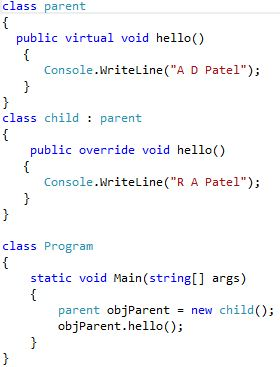 class parent
{
  public virtual void hello()
   {
      Console.WriteLine("A D Patel");
   }
}
class child : parent
{
    public override void hello()
   {
      Console.WriteLine("R A Patel");
   }
}

class Program
{
    static void Main(string[] args)
    {
        parent objParent = new child();
        objParent.hello();
    }
}